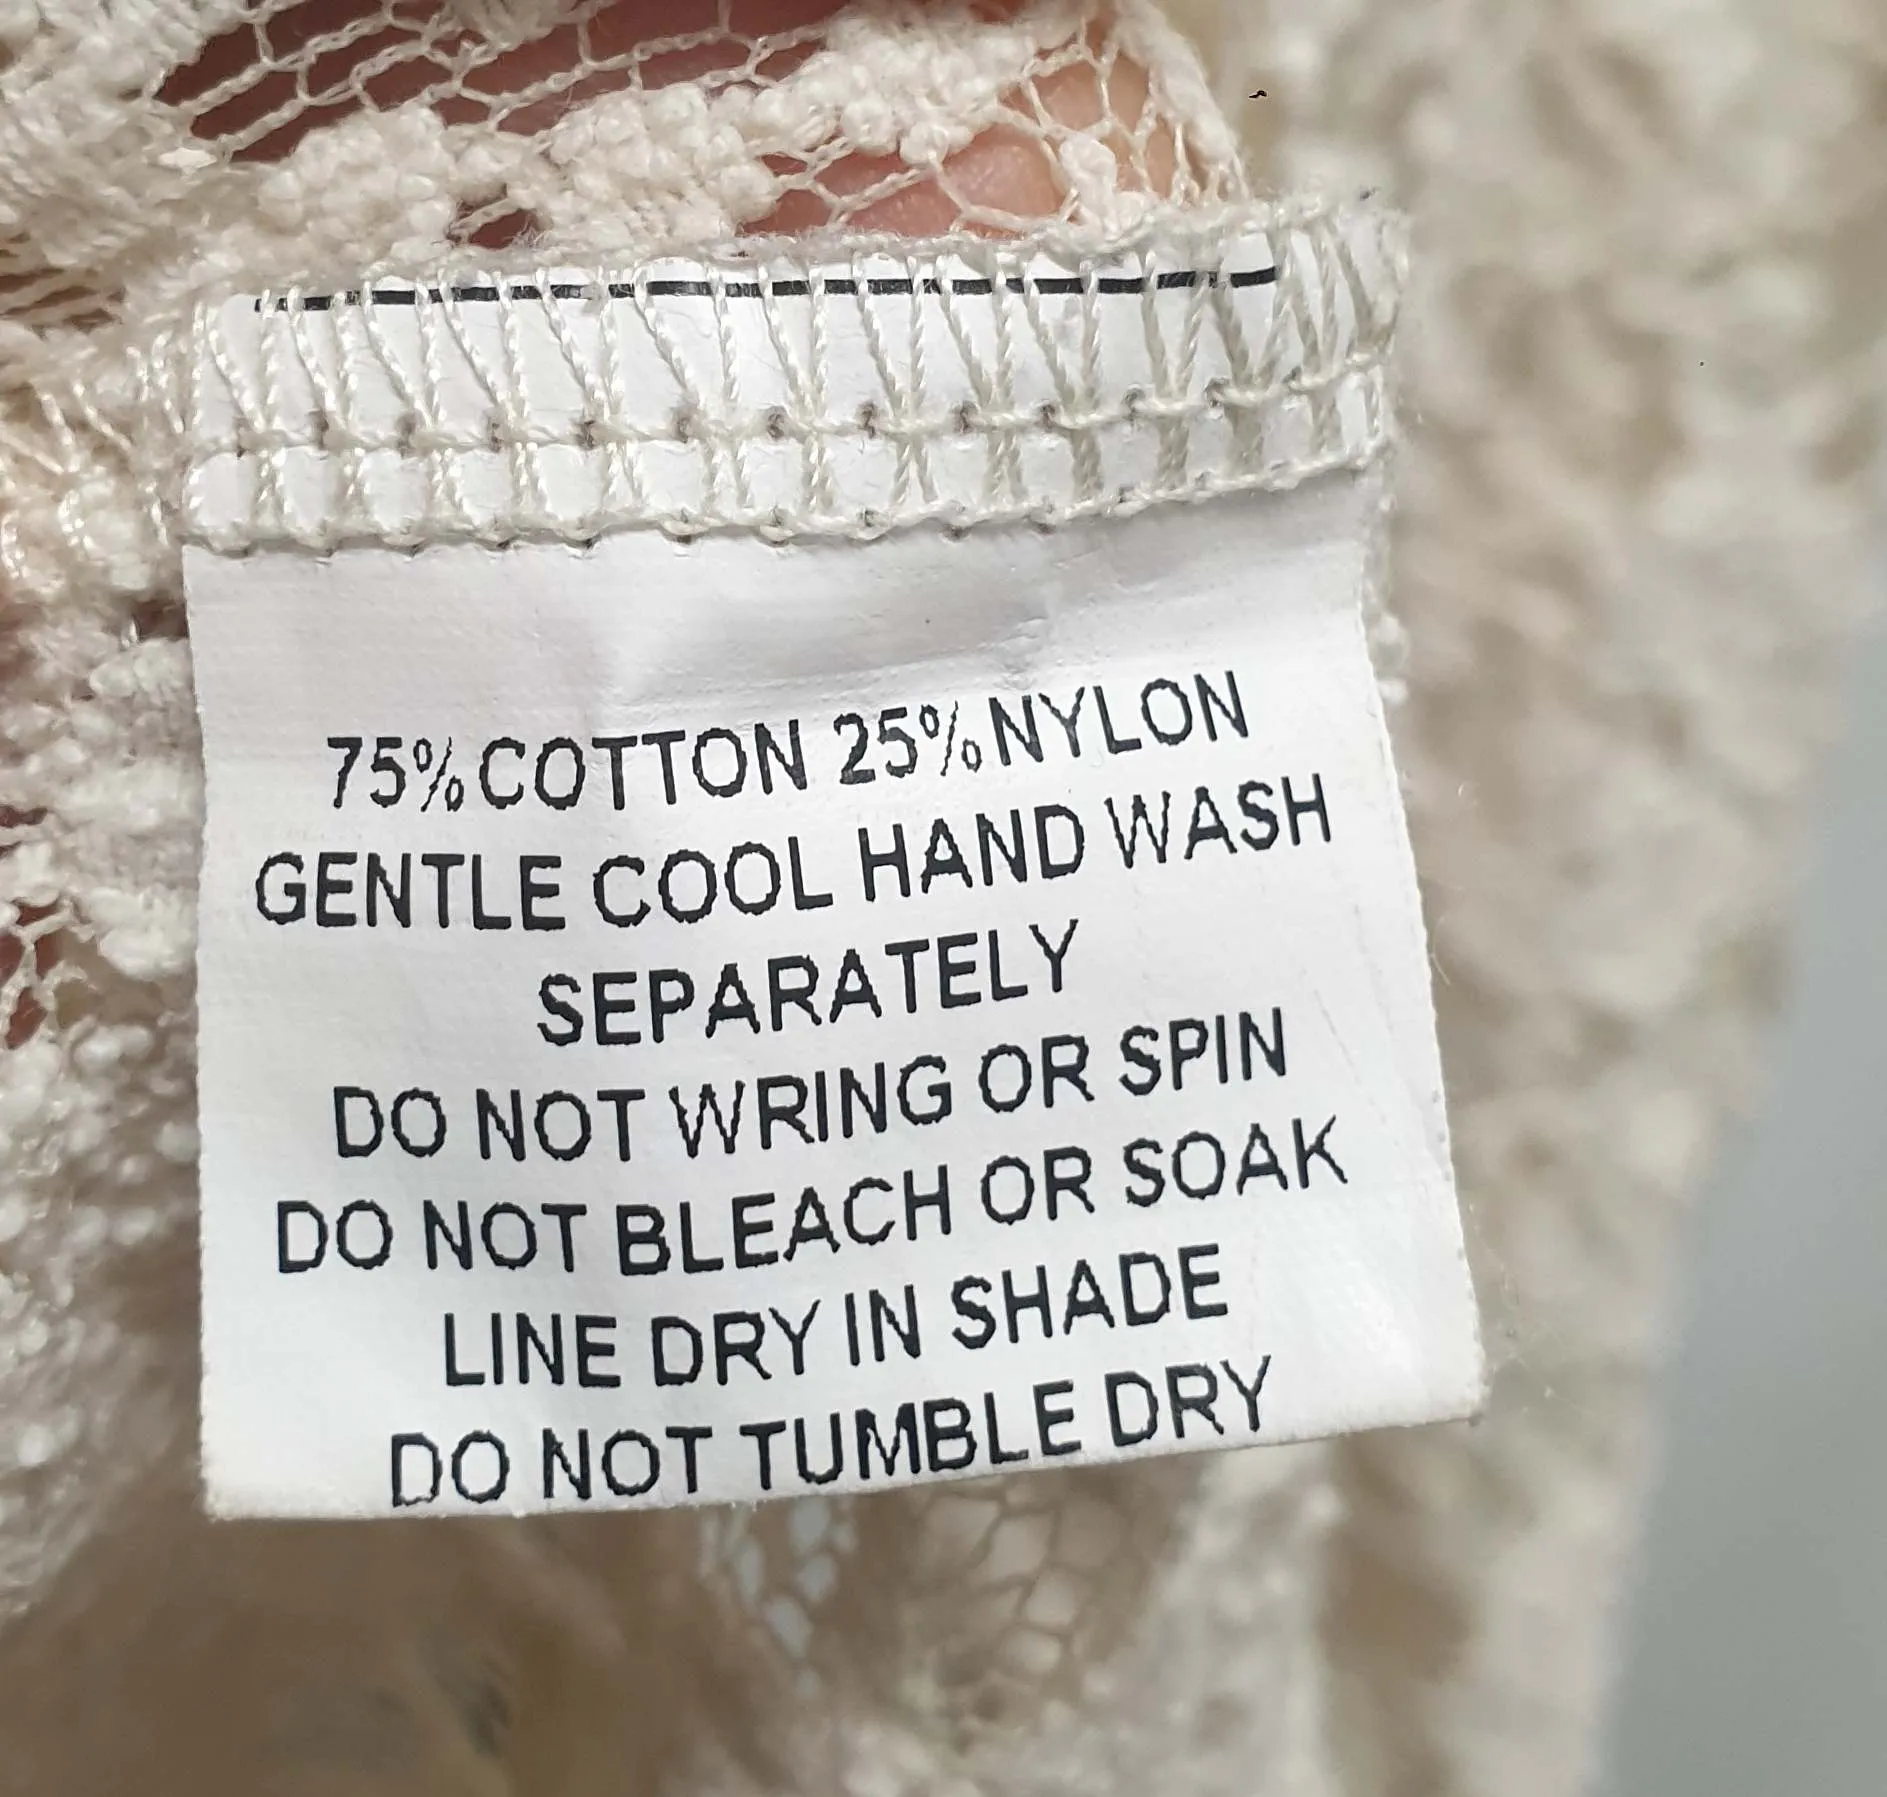 75% COTTON 25% NYLON
GENTLE COOL HAND WASH
SEPARATELY
DO NOT WRING OR SPIN
DO NOT BLEACH OR SOAK
LINE DRY IN SHADE
DO NOT TUMBLE DRY